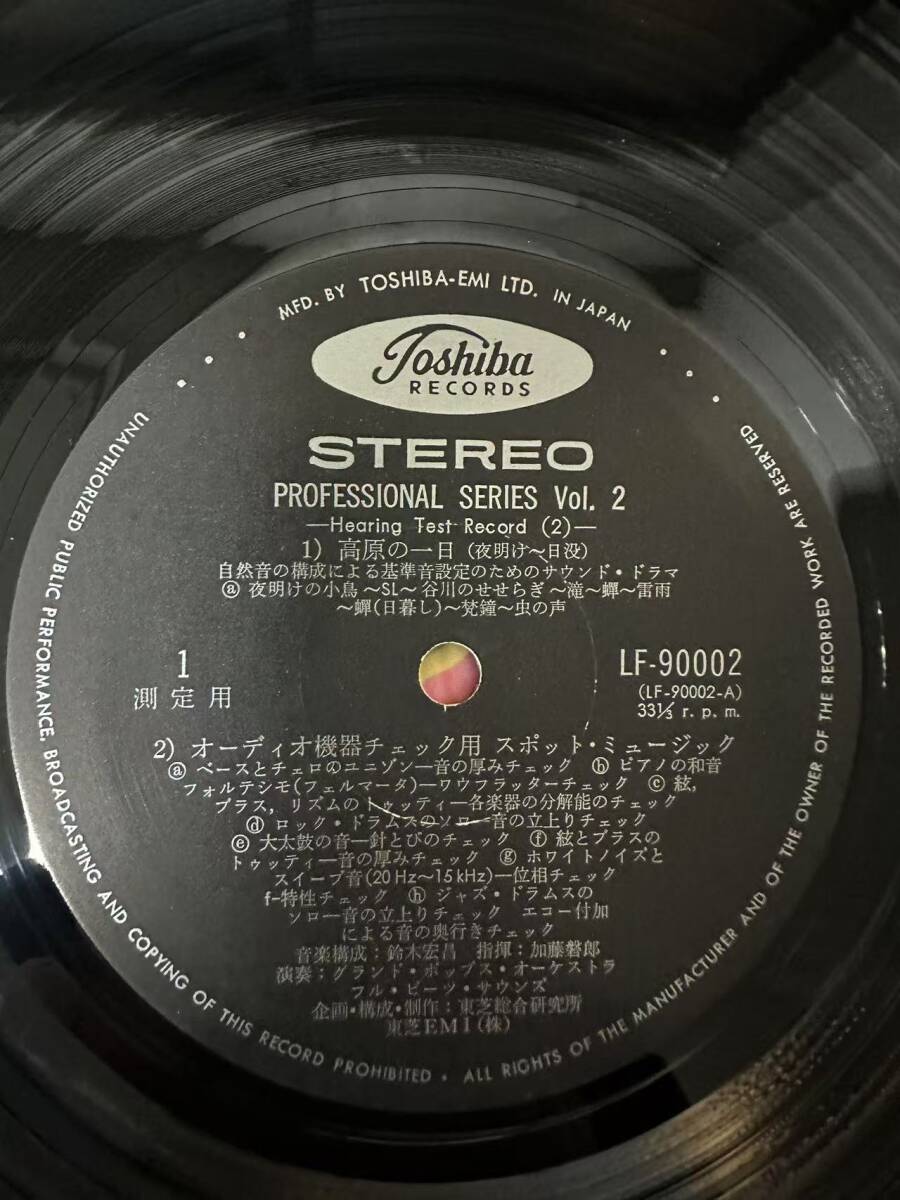 MFD. BY TOSHIBA-EMI LTD. IN JAPAN
Toshiba
RECORDS
STEREO
PROFESSIONAL SERIES Vol. 2
—Hearing Test Record (2)—
1) 高原の一日 (夜明け〜日没)
自然音の構成による基準音設定のためのサウンド・ドラマ
ⓐ 夜明けの小鳥〜SL〜谷川のせせらぎ〜滝〜蟬〜雷雨
〜蟬(日暮し)〜梵鐘〜虫の声
1
測定用
LF-90002
(LF-90002-A)
33⅓ r. p. m.
2) オーディオ機器チェック用 スポット・ミュージック
ⓐ ベースとチェロのユニゾン—音の厚みチェック ⓑ ピアノの和音
フォルテシモ(フェルマータ)—ワウフラッターチェック ⓒ 絃,
ブラス, リズムのトゥッティ—各楽器の分解能のチェック
ⓓ ロック・ドラムスのソロ—音の立上りチェック
ⓔ 大太鼓の音—針とびのチェック ⓕ 絃とブラスの
トゥッティ—音の厚みチェック ⓖ ホワイトノイズと
スイープ音(20Hz〜15kHz)—位相チェック
f-特性チェック ⓗ ジャズ・ドラムスの
ソロ—音の立上りチェック エコー付加
による音の奥行きチェック
音楽構成:鈴木宏昌 指揮:加藤磐郎
演奏:グランド・ポップス・オーケストラ
フル・ビーツ・サウンズ
企画・構成・制作:東芝総合研究所
東芝EMI(株)
UNAUTHORIZED PUBLIC PERFORMANCE, BROADCASTING AND COPYING OF THIS RECORD PROHIBITED • ALL RIGHTS OF THE MANUFACTURER AND OF THE OWNER OF THE RECORDED WORK ARE RESERVED